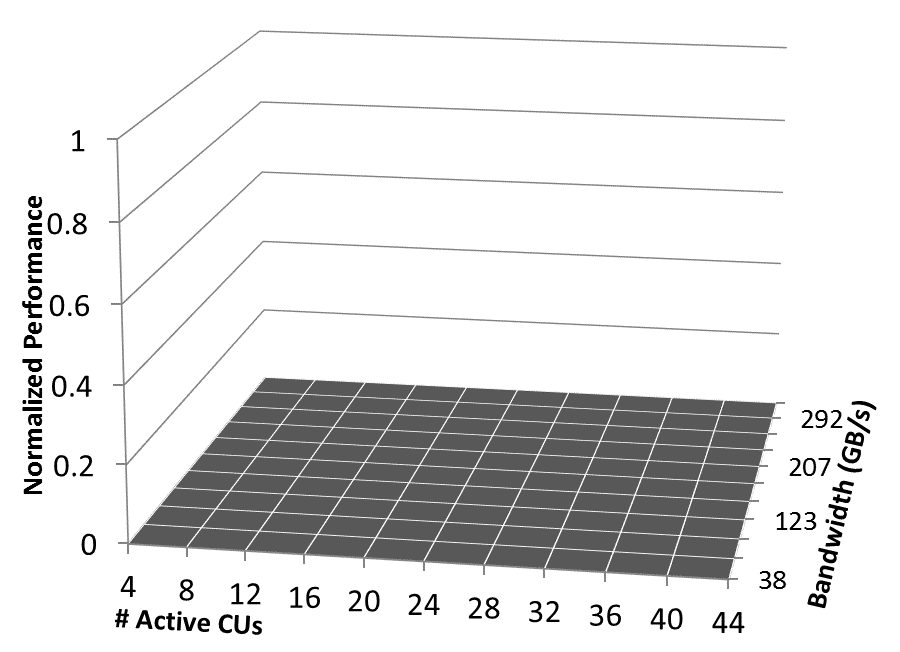 1
0.8
0.6
0.4
0.2
0
Normalized Performance
4 8 12 16 20 24 28 32 36 40 44
# Active CUs
292
207
123
38
Bandwidth (GB/s)